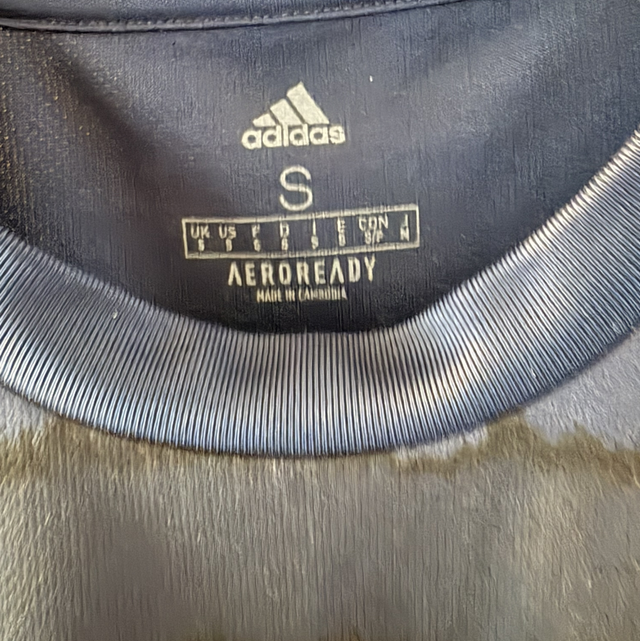 adidas
S
UK US F D I E CDN J
S S S S S S S/P M
AEROREADY
MADE IN CAMBODIA